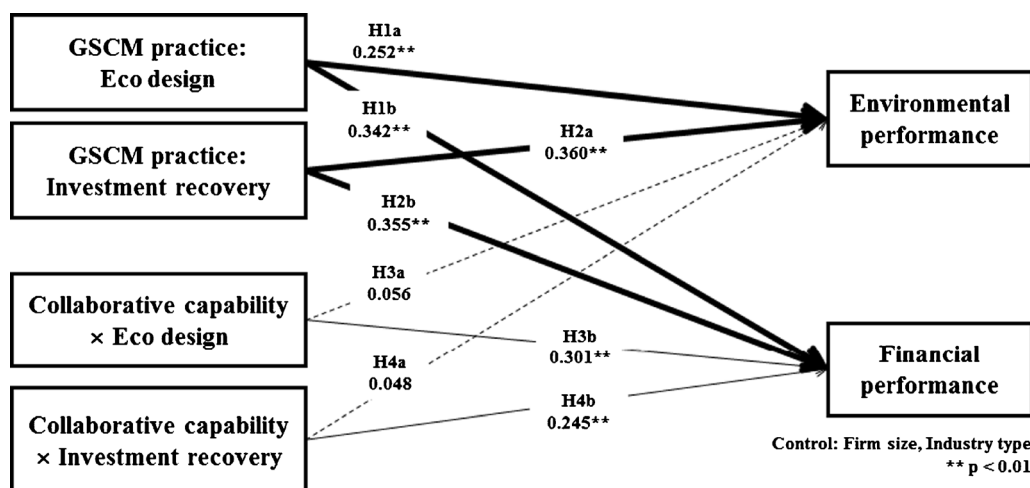 GSCM practice:
Eco design
GSCM practice:
Investment recovery
Collaborative capability
× Eco design
Collaborative capability
× Investment recovery
H1a
0.252**
H1b
0.342**
H2a
0.360**
H2b
0.355**
H3a
0.056
H3b
0.301**
H4a
0.048
H4b
0.245**
Environmental
performance
Financial
performance
Control: Firm size, Industry type
** p < 0.01